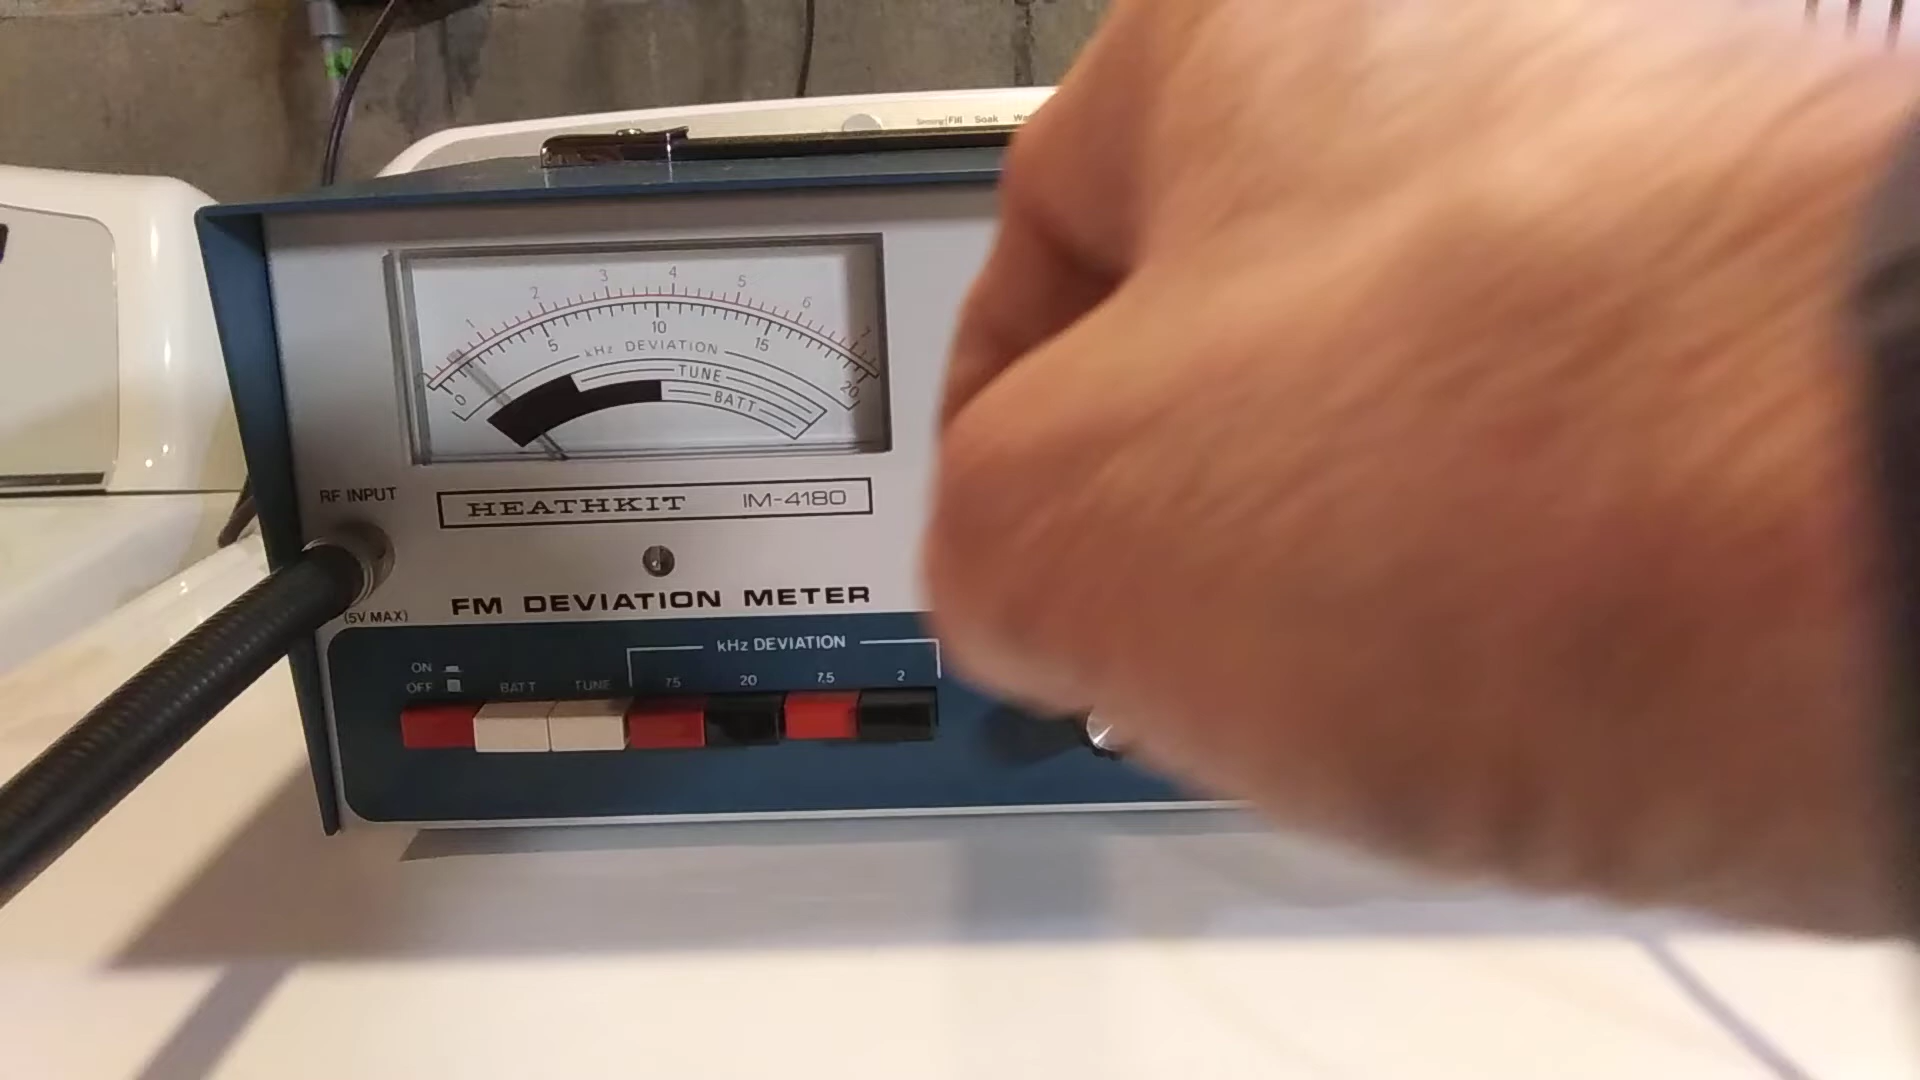 Sensing Fill Soak
1 2 3 4 5 6 7
0 5 10 15 20
kHz DEVIATION
TUNE
BATT
RF INPUT
HEATHKIT IM-4180
(5V MAX)
FM DEVIATION METER
kHz DEVIATION
ON
OFF BATT TUNE 75 20 7.5 2